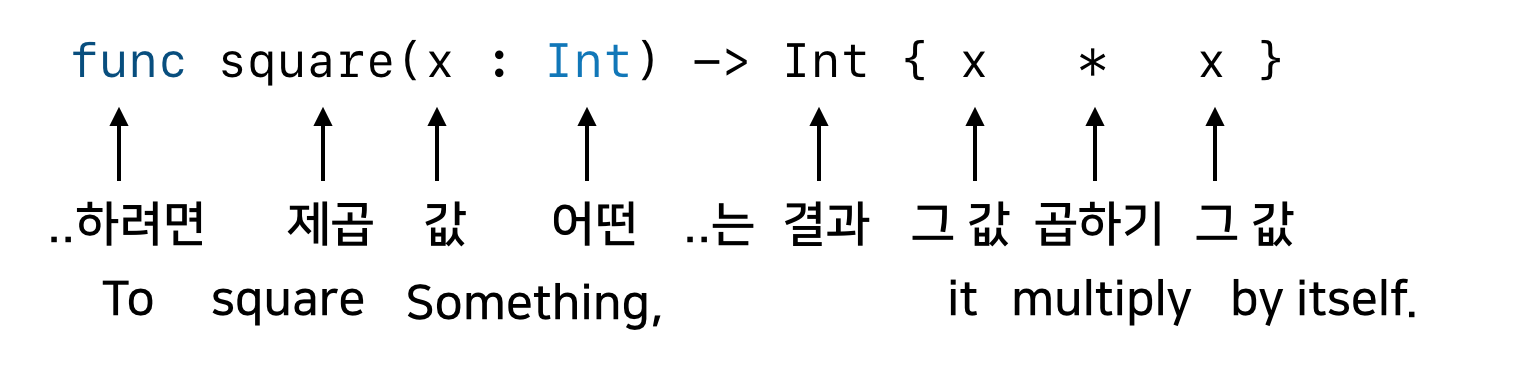 func square(x : Int) -> Int { x * x }
..하려면 제곱 값 어떤 ..는 결과 그 값 곱하기 그 값
To square Something, it multiply by itself.